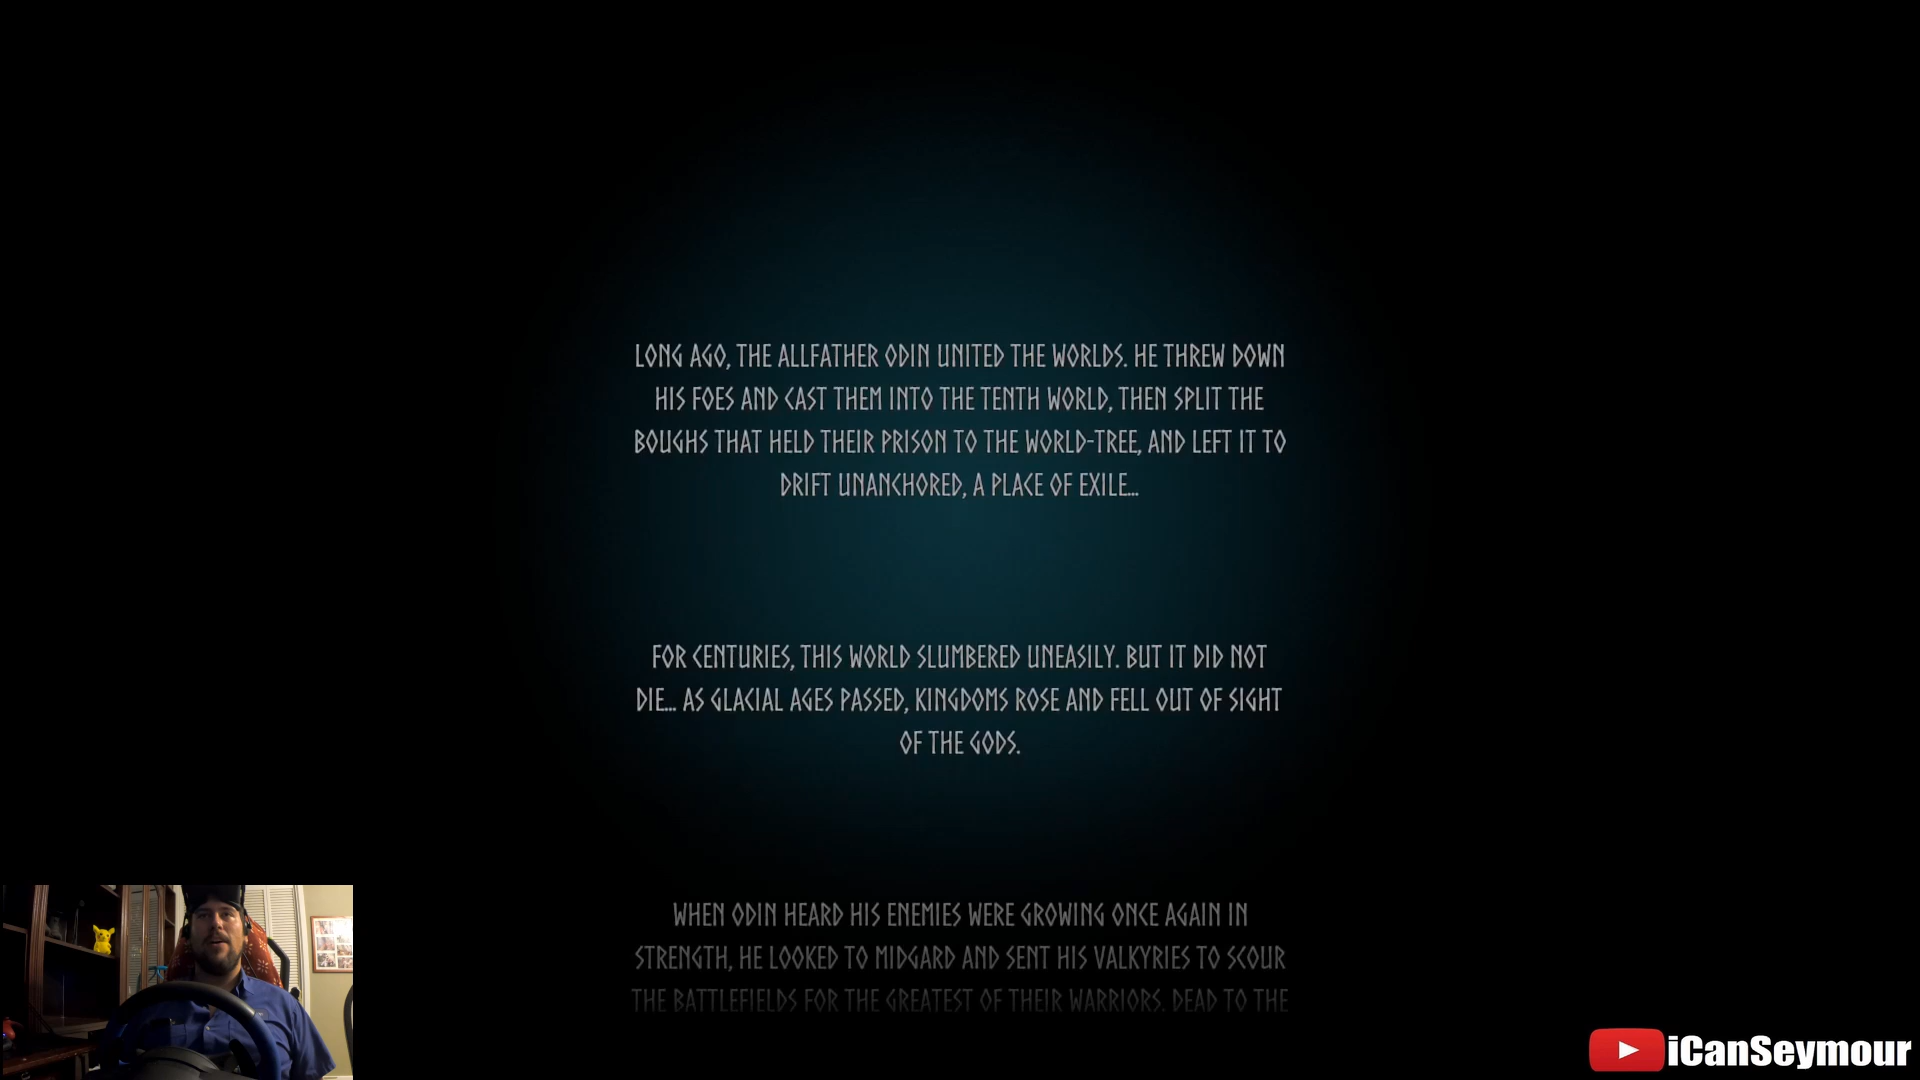 LONG AGO, THE ALLFATHER ODIN UNITED THE WORLDS. HE THREW DOWN
HIS FOES AND CAST THEM INTO THE TENTH WORLD, THEN SPLIT THE
BOUGHS THAT HELD THEIR PRISON TO THE WORLD-TREE, AND LEFT IT TO
DRIFT UNANCHORED, A PLACE OF EXILE...
FOR CENTURIES, THIS WORLD SLUMBERED UNEASILY. BUT IT DID NOT
DIE... AS GLACIAL AGES PASSED, KINGDOMS ROSE AND FELL OUT OF SIGHT
OF THE GODS.
WHEN ODIN HEARD HIS ENEMIES WERE GROWING ONCE AGAIN IN
STRENGTH, HE LOOKED TO MIDGARD AND SENT HIS VALKYRIES TO SCOUR
THE BATTLEFIELDS FOR THE GREATEST OF THEIR WARRIORS. DEAD TO THE
iCanSeymour